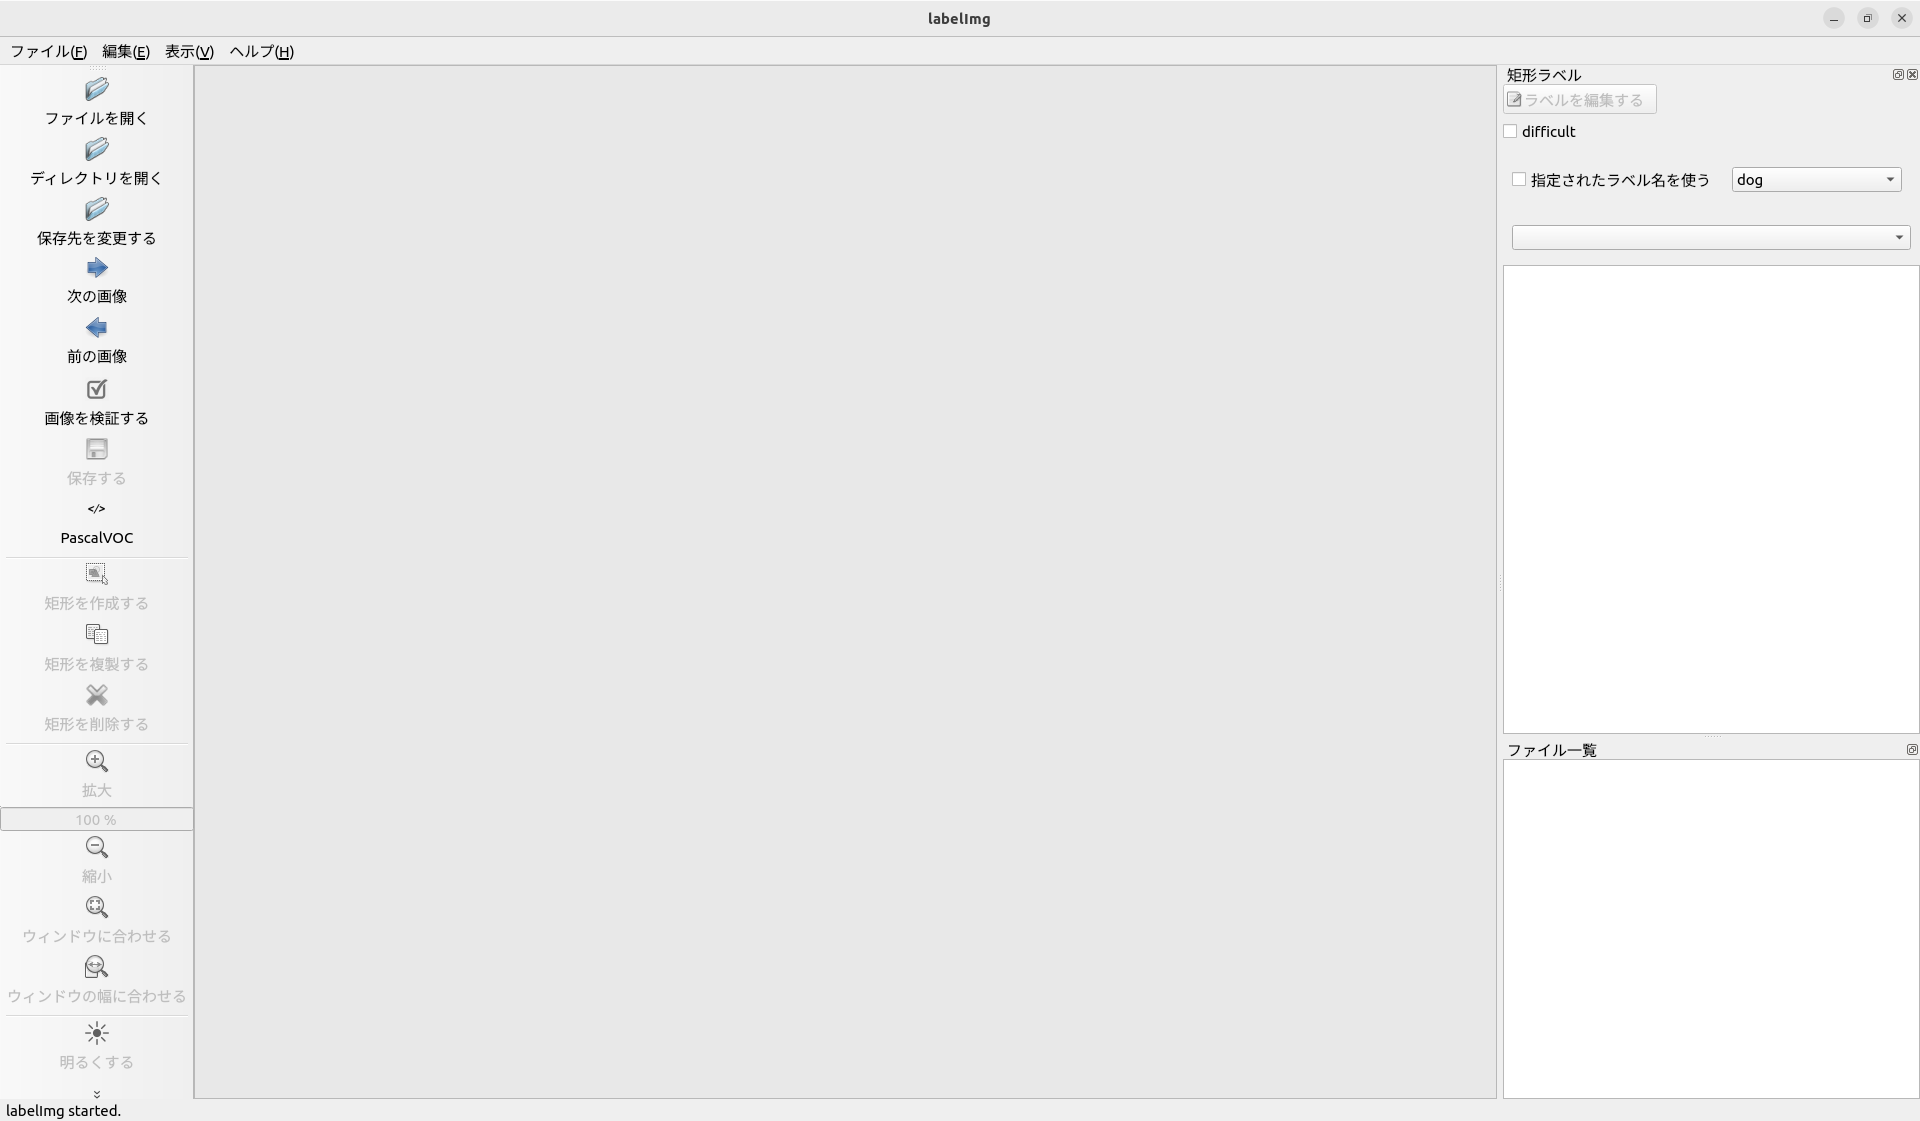 labelImg
ファイル(F) 編集(E) 表示(V) ヘルプ(H)
ファイルを開く
ディレクトリを開く
保存先を変更する
次の画像
前の画像
画像を検証する
保存する
</>
PascalVOC
矩形を作成する
矩形を複製する
矩形を削除する
拡大
100 %
縮小
ウィンドウに合わせる
ウィンドウの幅に合わせる
明るくする
矩形ラベル
ラベルを編集する
difficult
指定されたラベル名を使う dog
ファイル一覧
labelImg started.